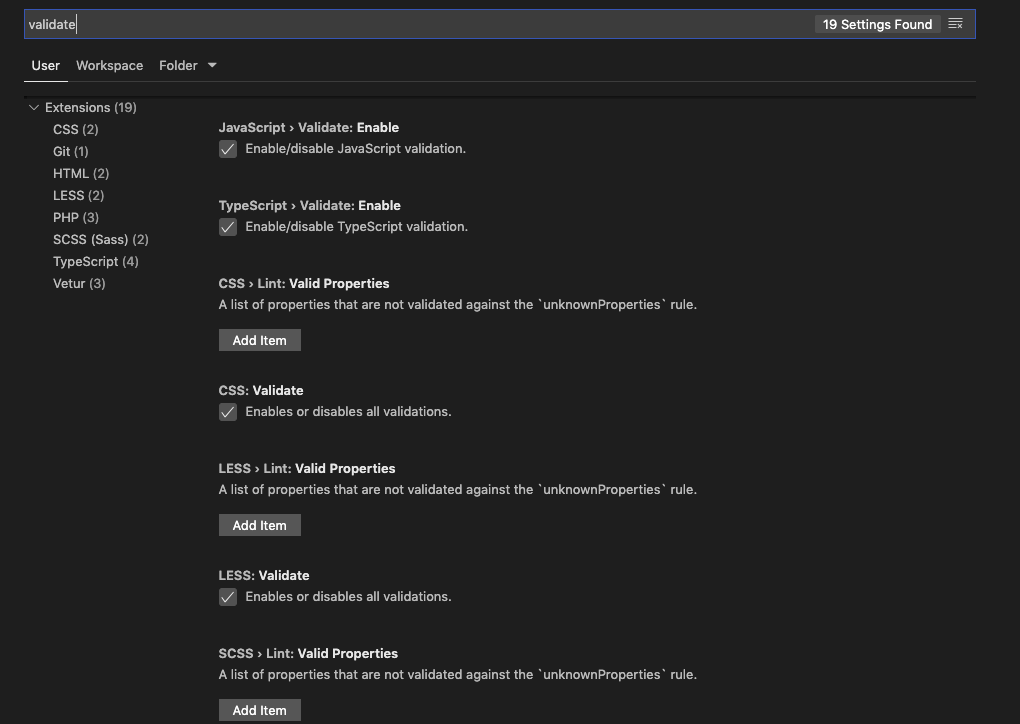 validate
19 Settings Found
User Workspace Folder
Extensions (19)
CSS (2)
Git (1)
HTML (2)
LESS (2)
PHP (3)
SCSS (Sass) (2)
TypeScript (4)
Vetur (3)
JavaScript › Validate: Enable
Enable/disable JavaScript validation.
TypeScript › Validate: Enable
Enable/disable TypeScript validation.
CSS › Lint: Valid Properties
A list of properties that are not validated against the `unknownProperties` rule.
Add Item
CSS: Validate
Enables or disables all validations.
LESS › Lint: Valid Properties
A list of properties that are not validated against the `unknownProperties` rule.
Add Item
LESS: Validate
Enables or disables all validations.
SCSS › Lint: Valid Properties
A list of properties that are not validated against the `unknownProperties` rule.
Add Item